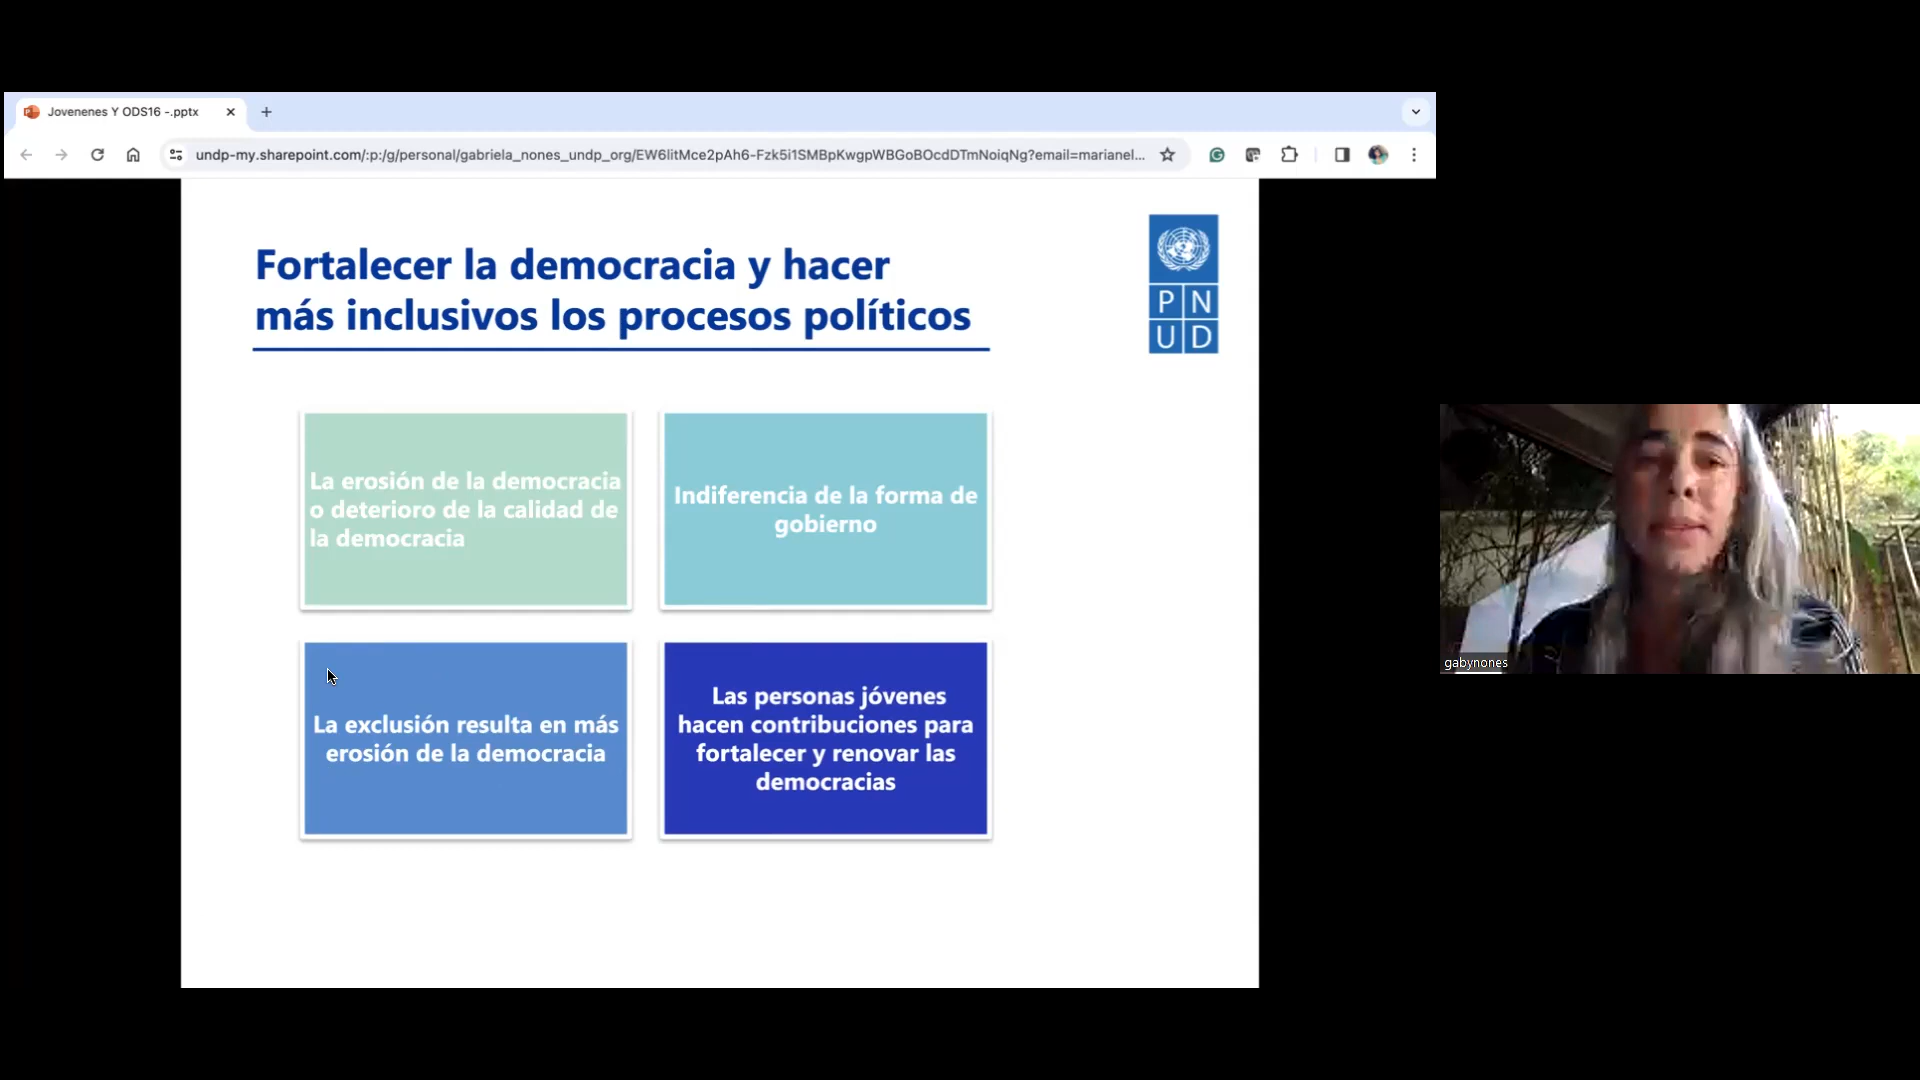 Jovenenes Y ODS16 -.pptx
undp-my.sharepoint.com/:p:/g/personal/gabriela_nones_undp_org/EW6litMce2pAh6-Fzk5i1SMBpKwgpWBGoBOcdDTmNoiqNg?email=marianel...
Fortalecer la democracia y hacer
más inclusivos los procesos políticos
P N
U D
La erosión de la democracia
o deterioro de la calidad de
la democracia
Indiferencia de la forma de
gobierno
La exclusión resulta en más
erosión de la democracia
Las personas jóvenes
hacen contribuciones para
fortalecer y renovar las
democracias
gabynones